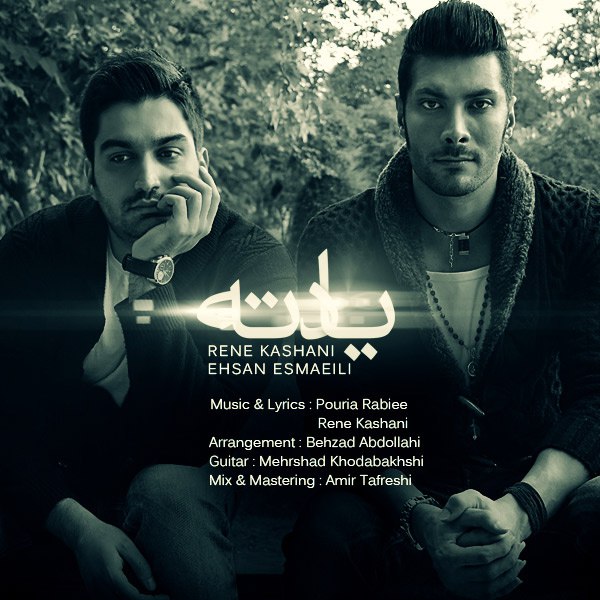 یادته
RENE KASHANI
EHSAN ESMAEILI
Music & Lyrics : Pouria Rabiee
Rene Kashani
Arrangement : Behzad Abdollahi
Guitar : Mehrshad Khodabakhshi
Mix & Mastering : Amir Tafreshi